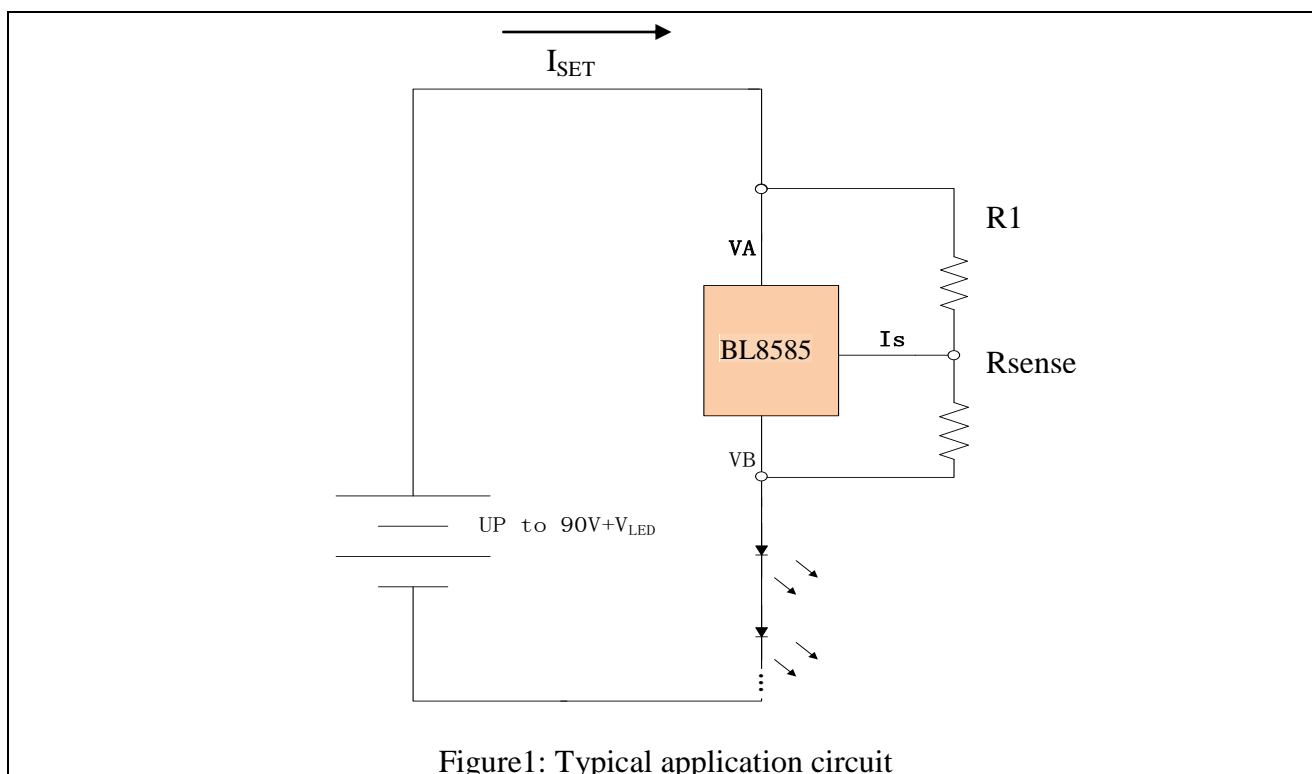 I_SET
R1
VA
BL8585
Is
Rsense
VB
UP to 90V+V_LED
Figure1: Typical application circuit